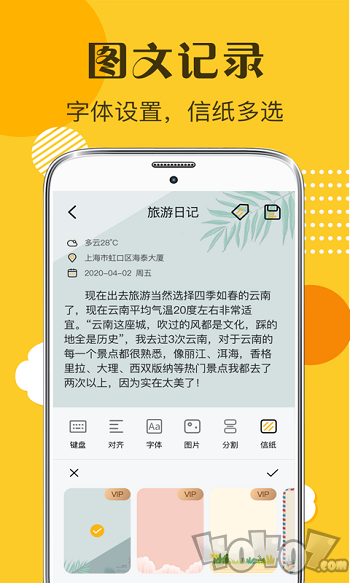 图文记录
字体设置，信纸多选
旅游日记
多云28°C
上海市虹口区海泰大厦
2020-04-02 周五
现在出去旅游当然选择四季如春的云南
了，现在云南平均气温20度左右非常适
宜。“云南这座城，吹过的风都是文化，踩的
地全是历史”，我去过3次云南，对于云南的
每一个景点都很熟悉，像丽江、洱海，香格
里拉、大理、西双版纳等热门景点我都去了
两次以上，因为实在太美了！
键盘 对齐 字体 图片 分割 信纸
Aa
VIP VIP VIP